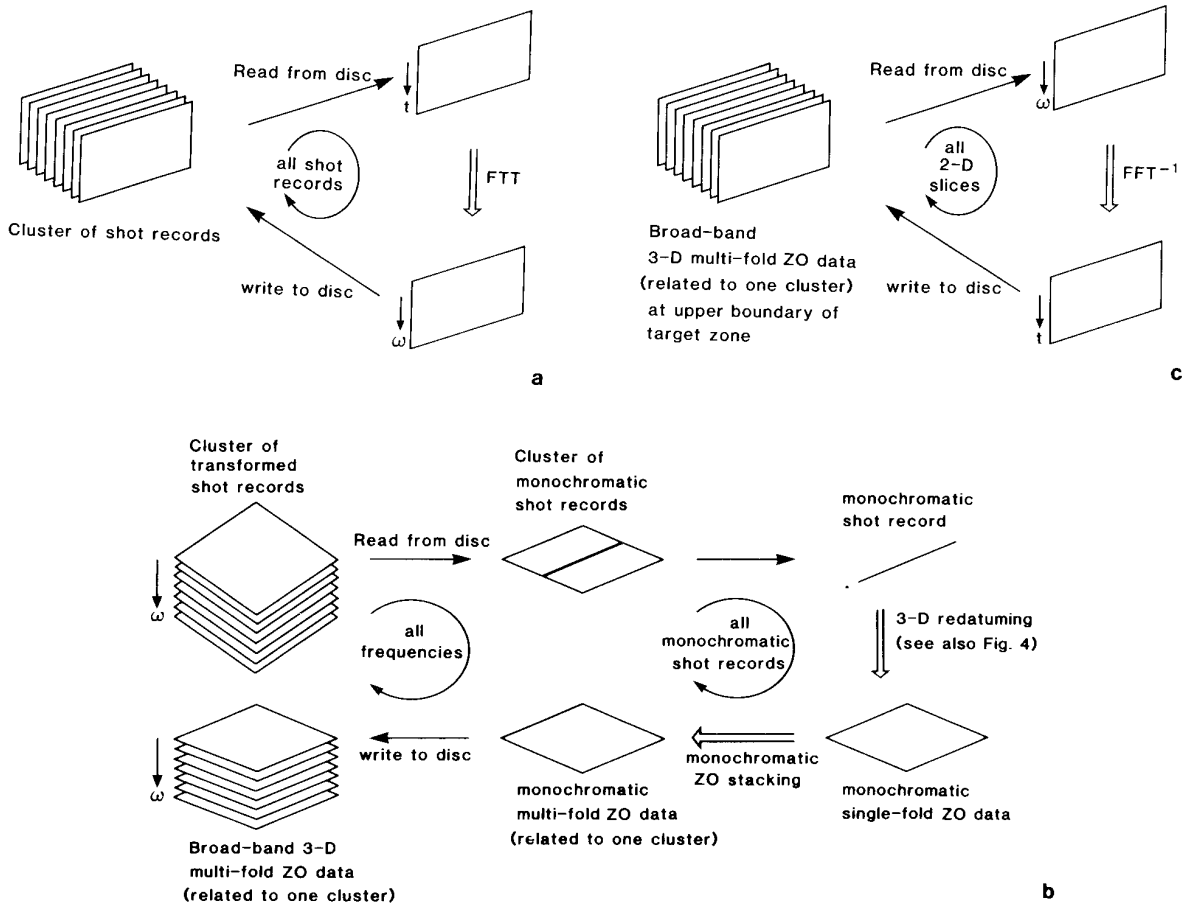 Read from disc
t
all shot
records
FTT
Cluster of shot records
write to disc
ω
a
Read from disc
ω
all
2-D
slices
FFT⁻¹
Broad-band
3-D multi-fold ZO data
(related to one cluster)
at upper boundary of
target zone
write to disc
t
c
Cluster of
transformed
shot records
ω
Read from disc
Cluster of
monochromatic
shot records
monochromatic
shot record
all
frequencies
all
monochromatic
shot records
3-D redatuming
(see also Fig. 4)
ω
write to disc
monochromatic
ZO stacking
Broad-band 3-D
multi-fold ZO data
(related to one cluster)
monochromatic
multi-fold ZO data
(related to one cluster)
monochromatic
single-fold ZO data
b